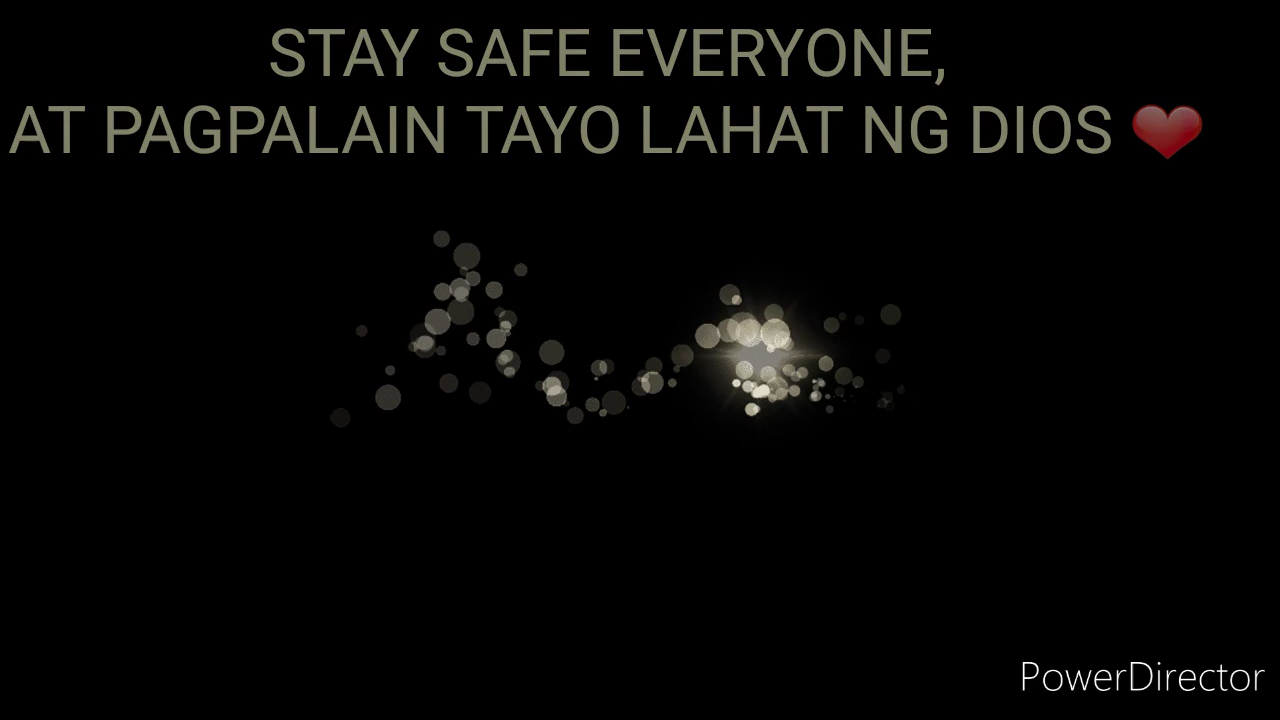 STAY SAFE EVERYONE,
AT PAGPALAIN TAYO LAHAT NG DIOS ❤️
PowerDirector